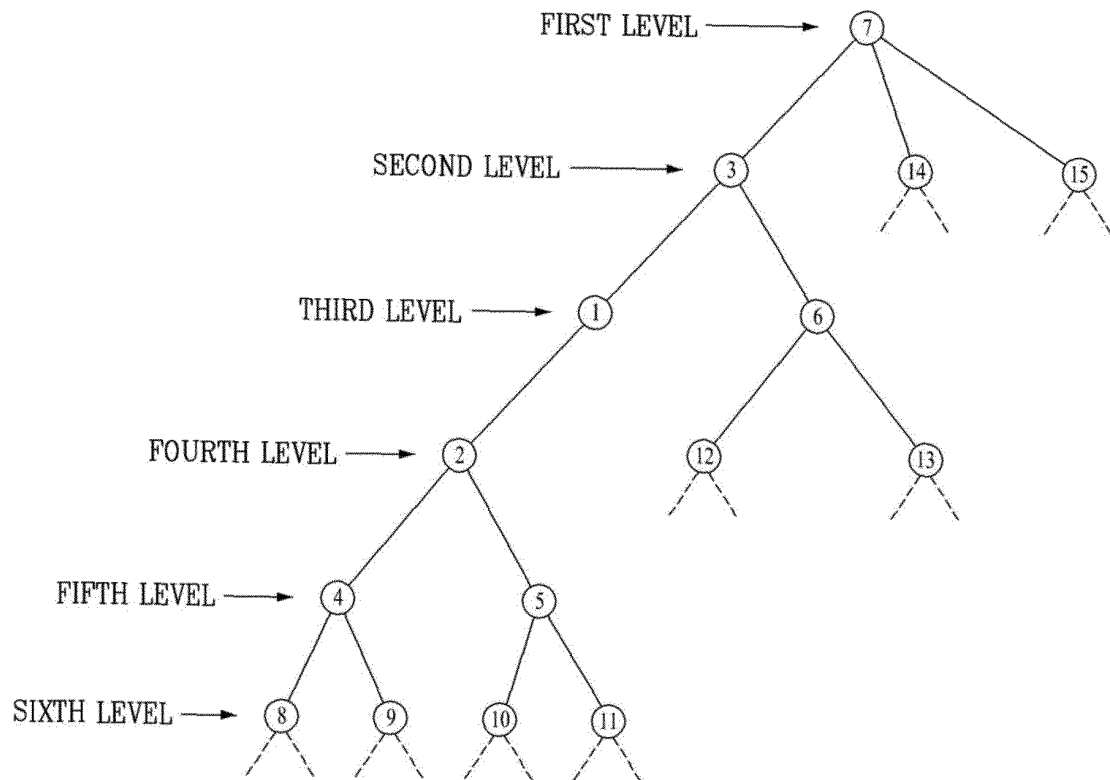 FIRST LEVEL 7
SECOND LEVEL 3 14 15
THIRD LEVEL 1 6
FOURTH LEVEL 2 12 13
FIFTH LEVEL 4 5
SIXTH LEVEL 8 9 10 11